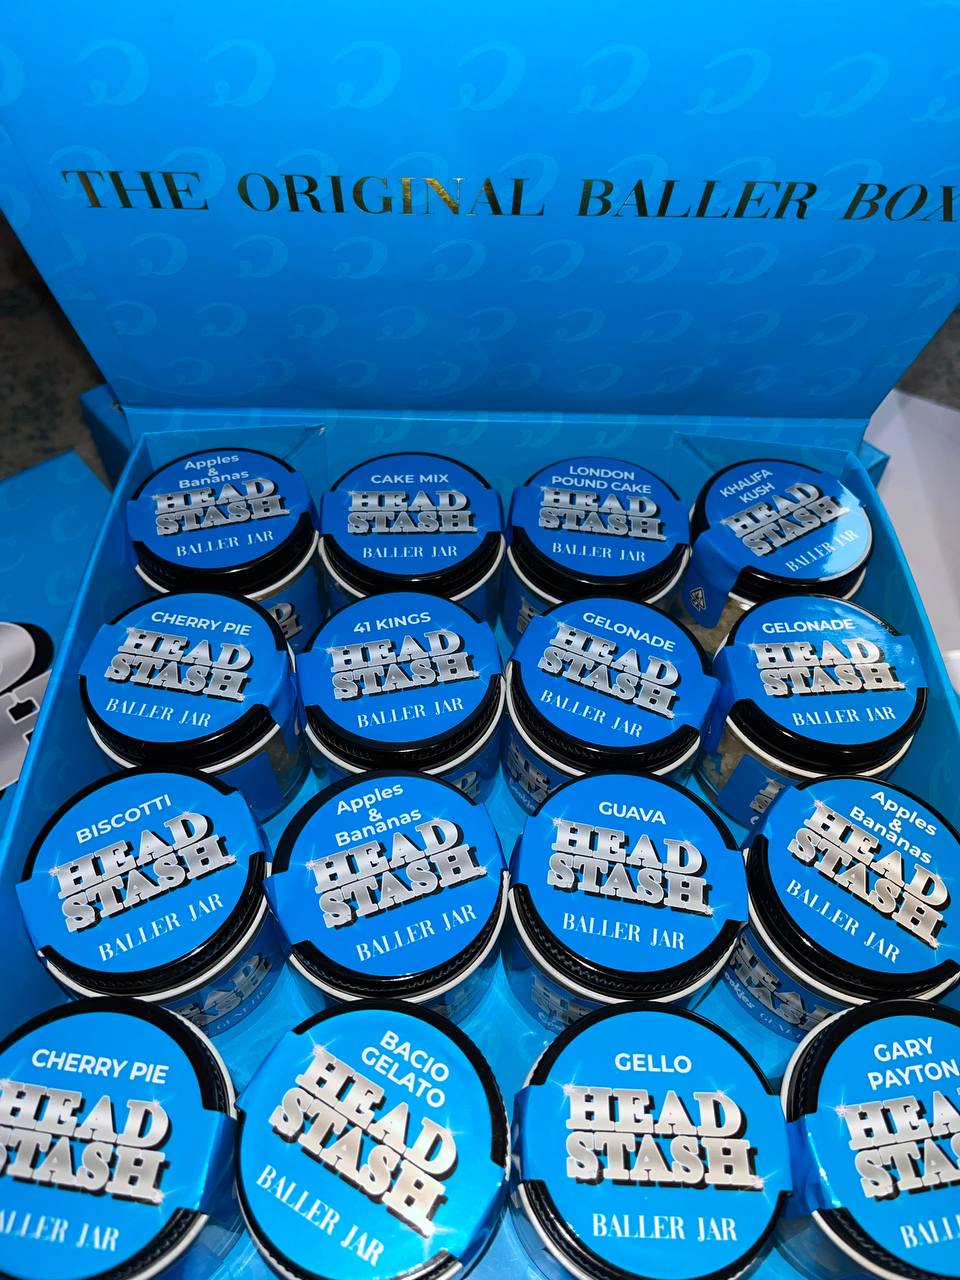 THE ORIGINAL BALLER BOX
Apples
&
Bananas
HEAD
STASH
BALLER JAR
CAKE MIX
HEAD
STASH
BALLER JAR
LONDON
POUND CAKE
HEAD
STASH
BALLER JAR
KHALIFA
KUSH
HEAD
STASH
BALLER JAR
CHERRY PIE
HEAD
STASH
BALLER JAR
41 KINGS
HEAD
STASH
BALLER JAR
GELONADE
HEAD
STASH
BALLER JAR
GELONADE
HEAD
STASH
BALLER JAR
BISCOTTI
HEAD
STASH
BALLER JAR
Apples
&
Bananas
HEAD
STASH
BALLER JAR
GUAVA
HEAD
STASH
BALLER JAR
Apples
&
Bananas
HEAD
STASH
BALLER JAR
CHERRY PIE
HEAD
STASH
BALLER JAR
BACIO
GELATO
HEAD
STASH
BALLER JAR
GELLO
HEAD
STASH
BALLER JAR
GARY
PAYTON
HEAD
STASH
BALLER